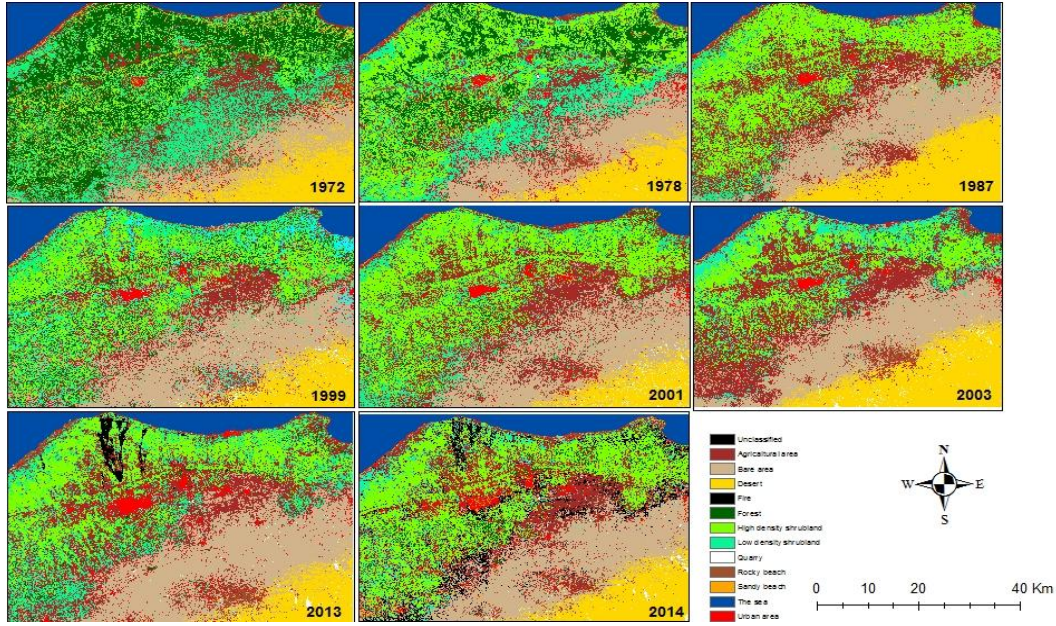 1972
1978
1987
1999
2001
2003
2013
2014
Unclassified
Agricaltural area
Bare area
Desert
Fire
Forest
High density shrubland
Low density shrubland
Quarry
Rocky beach
Sandy beach
The sea
Urban area
N
W E
S
0 10 20 40 Km